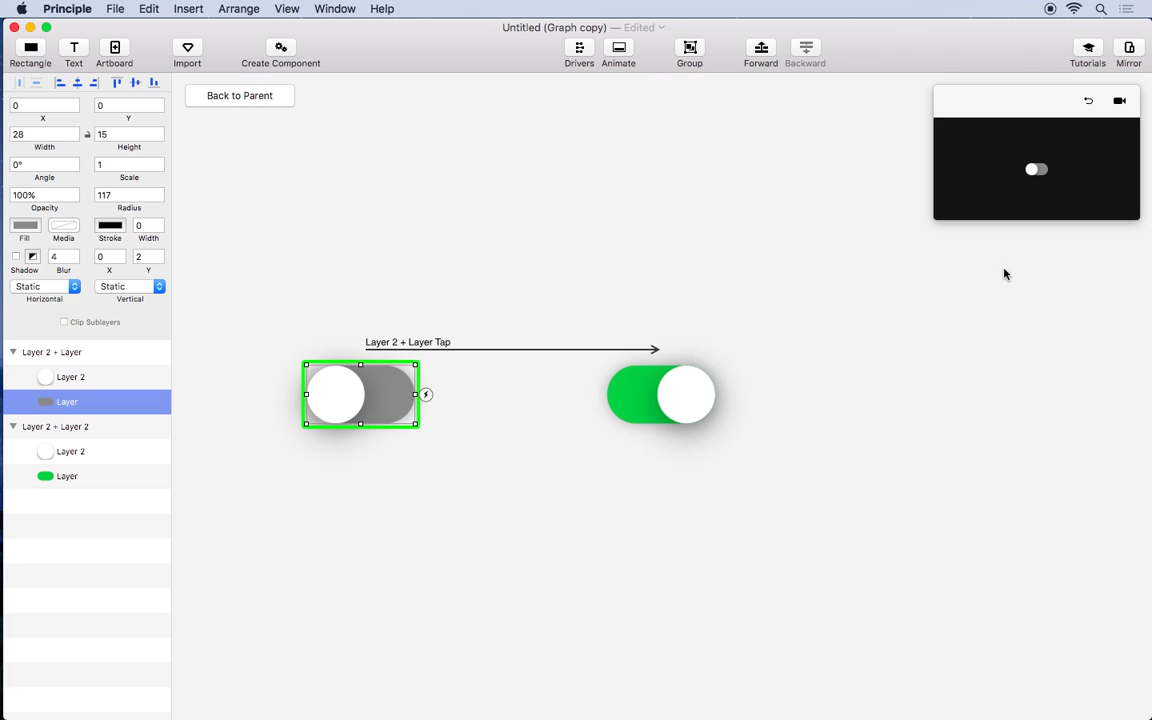 Principle File Edit Insert Arrange View Window Help
Untitled (Graph copy) — Edited
Rectangle Text Artboard Import Create Component Drivers Animate Group Forward Backward Tutorials Mirror
Back to Parent
0 0
X Y
28 15
Width Height
0° 1
Angle Scale
100% 117
Opacity Radius
0
Fill Media Stroke Width
4 0 2
Shadow Blur X Y
Static Static
Horizontal Vertical
Clip Sublayers
Layer 2 + Layer
Layer 2
Layer
Layer 2 + Layer 2
Layer 2
Layer
Layer 2 + Layer Tap